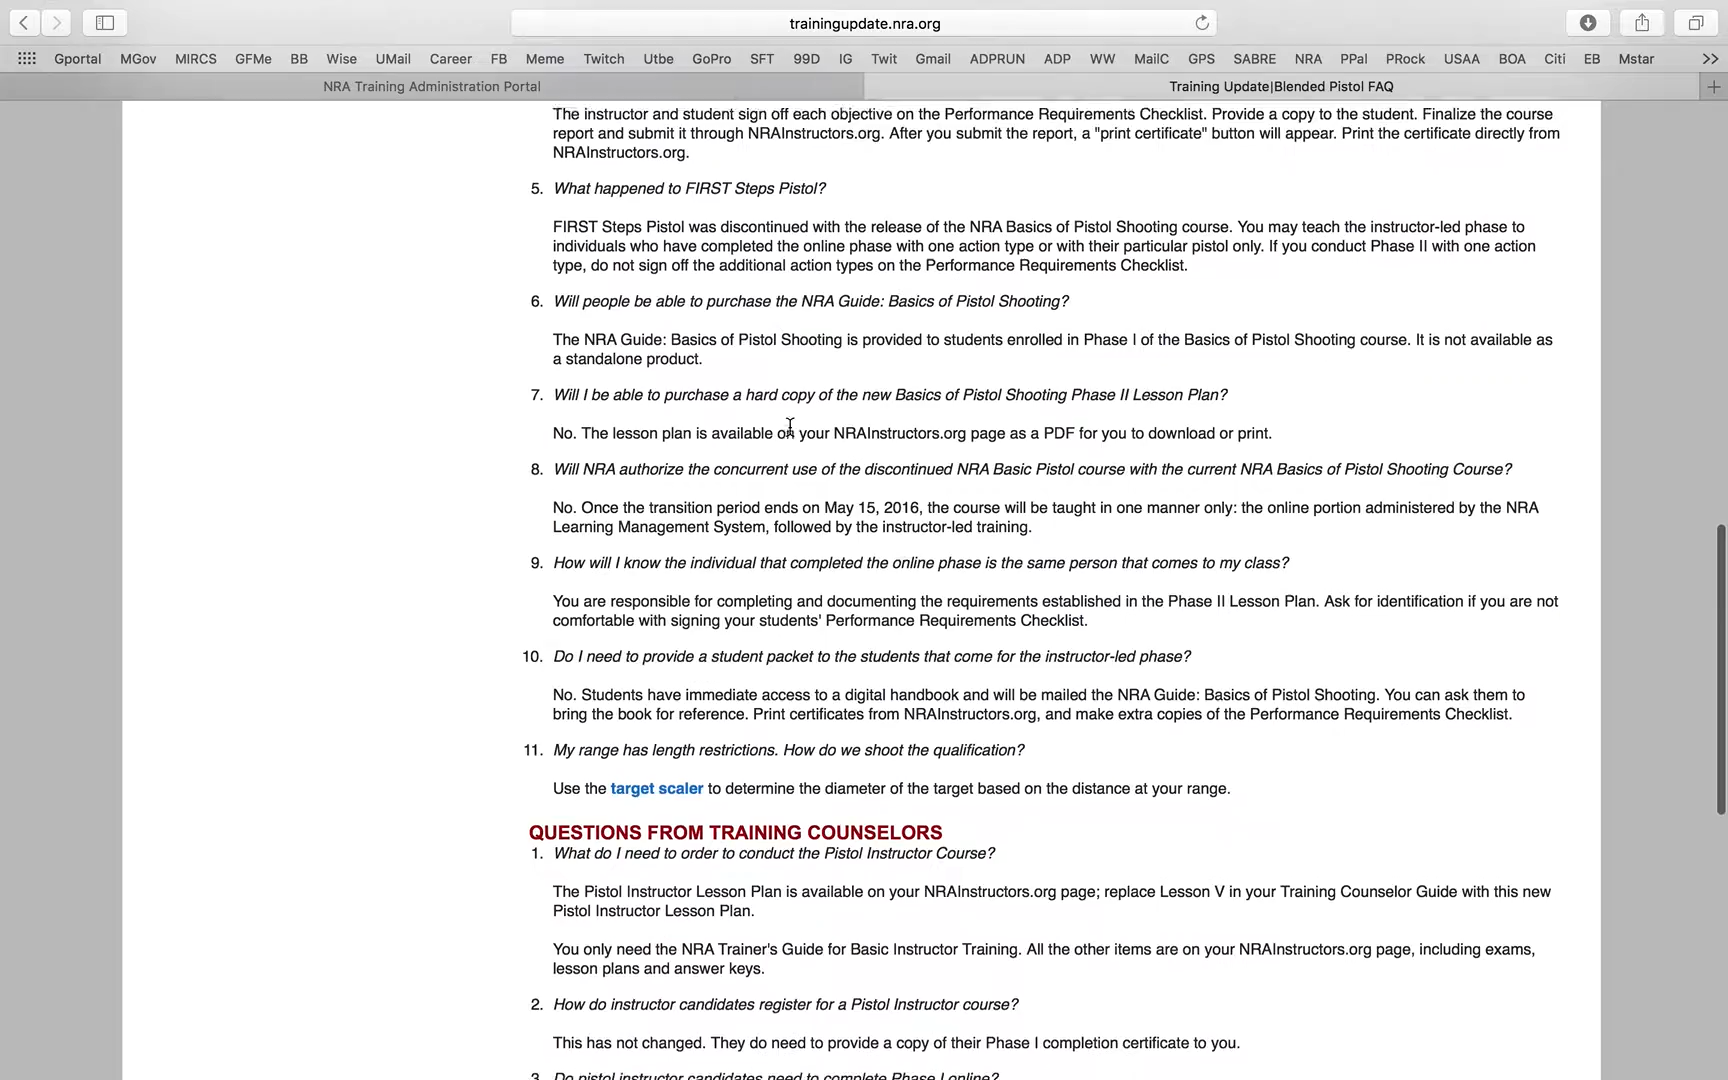 trainingupdate.nra.org
Gportal MGov MIRCS GFMe BB Wise UMail Career FB Meme Twitch Utbe GoPro SFT 99D IG Twit Gmail ADPRUN ADP WW MailC GPS SABRE NRA PPal PRock USAA BOA Citi EB Mstar
NRA Training Administration Portal Training Update|Blended Pistol FAQ
The instructor and student sign off each objective on the Performance Requirements Checklist. Provide a copy to the student. Finalize the course
report and submit it through NRAInstructors.org. After you submit the report, a "print certificate" button will appear. Print the certificate directly from
NRAInstructors.org.
5. What happened to FIRST Steps Pistol?
FIRST Steps Pistol was discontinued with the release of the NRA Basics of Pistol Shooting course. You may teach the instructor-led phase to
individuals who have completed the online phase with one action type or with their particular pistol only. If you conduct Phase II with one action
type, do not sign off the additional action types on the Performance Requirements Checklist.
6. Will people be able to purchase the NRA Guide: Basics of Pistol Shooting?
The NRA Guide: Basics of Pistol Shooting is provided to students enrolled in Phase I of the Basics of Pistol Shooting course. It is not available as
a standalone product.
7. Will I be able to purchase a hard copy of the new Basics of Pistol Shooting Phase II Lesson Plan?
No. The lesson plan is available on your NRAInstructors.org page as a PDF for you to download or print.
8. Will NRA authorize the concurrent use of the discontinued NRA Basic Pistol course with the current NRA Basics of Pistol Shooting Course?
No. Once the transition period ends on May 15, 2016, the course will be taught in one manner only: the online portion administered by the NRA
Learning Management System, followed by the instructor-led training.
9. How will I know the individual that completed the online phase is the same person that comes to my class?
You are responsible for completing and documenting the requirements established in the Phase II Lesson Plan. Ask for identification if you are not
comfortable with signing your students' Performance Requirements Checklist.
10. Do I need to provide a student packet to the students that come for the instructor-led phase?
No. Students have immediate access to a digital handbook and will be mailed the NRA Guide: Basics of Pistol Shooting. You can ask them to
bring the book for reference. Print certificates from NRAInstructors.org, and make extra copies of the Performance Requirements Checklist.
11. My range has length restrictions. How do we shoot the qualification?
Use the target scaler to determine the diameter of the target based on the distance at your range.
QUESTIONS FROM TRAINING COUNSELORS
1. What do I need to order to conduct the Pistol Instructor Course?
The Pistol Instructor Lesson Plan is available on your NRAInstructors.org page; replace Lesson V in your Training Counselor Guide with this new
Pistol Instructor Lesson Plan.
You only need the NRA Trainer's Guide for Basic Instructor Training. All the other items are on your NRAInstructors.org page, including exams,
lesson plans and answer keys.
2. How do instructor candidates register for a Pistol Instructor course?
This has not changed. They do need to provide a copy of their Phase I completion certificate to you.
3. Do pistol instructor candidates need to complete Phase I online?